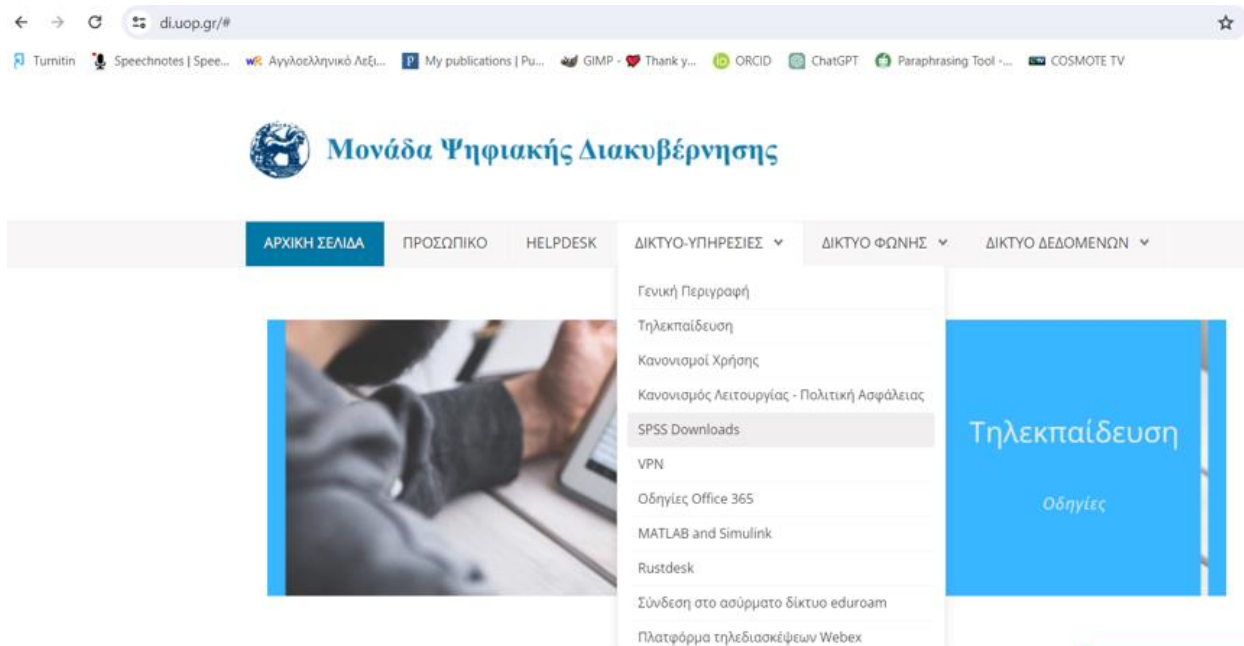 di.uop.gr/#
Turnitin Speechnotes | Spee... Αγγλοελληνικό Λεξι... My publications | Pu... GIMP - Thank y... ORCID ChatGPT Paraphrasing Tool -... COSMOTE TV
Μονάδα Ψηφιακής Διακυβέρνησης
ΑΡΧΙΚΗ ΣΕΛΙΔΑ ΠΡΟΣΩΠΙΚΟ HELPDESK ΔΙΚΤΥΟ-ΥΠΗΡΕΣΙΕΣ ΔΙΚΤΥΟ ΦΩΝΗΣ ΔΙΚΤΥΟ ΔΕΔΟΜΕΝΩΝ
Γενική Περιγραφή
Τηλεκπαίδευση
Κανονισμοί Χρήσης
Κανονισμός Λειτουργίας - Πολιτική Ασφάλειας
SPSS Downloads
VPN
Οδηγίες Office 365
MATLAB and Simulink
Rustdesk
Σύνδεση στο ασύρματο δίκτυο eduroam
Πλατφόρμα τηλεδιασκέψεων Webex
Τηλεκπαίδευση
Οδηγίες